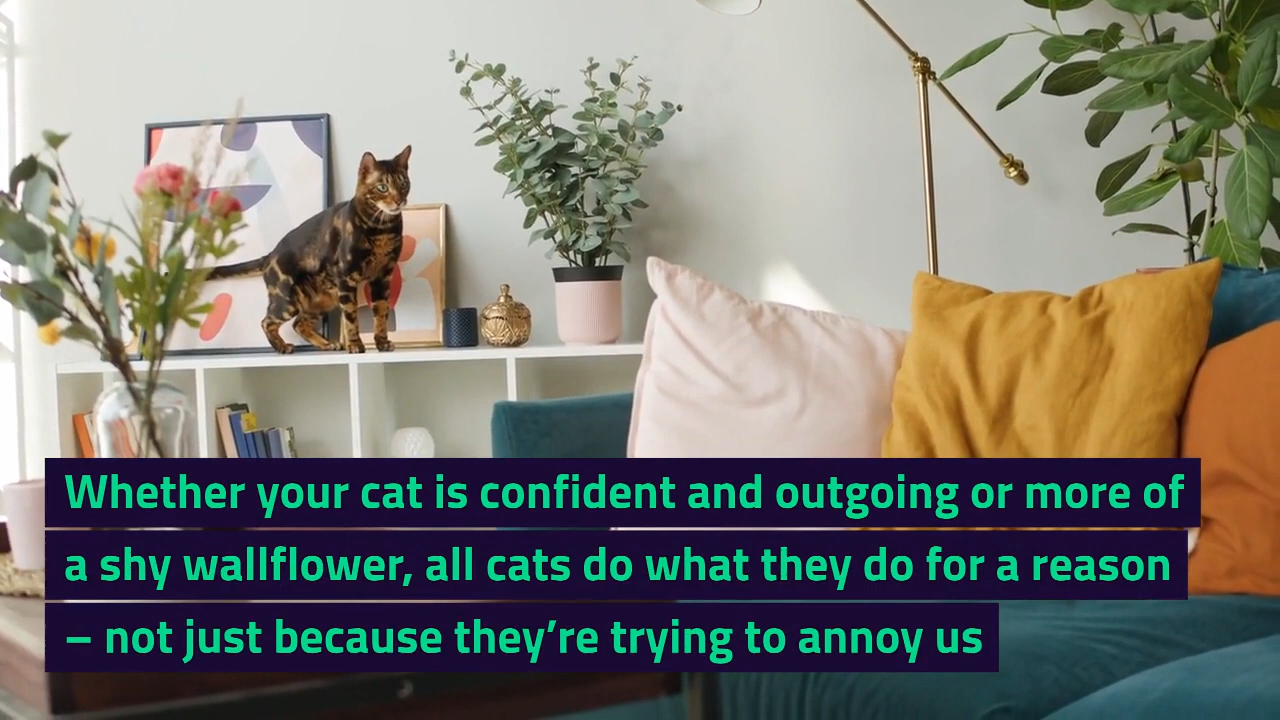 Whether your cat is confident and outgoing or more of
a shy wallflower, all cats do what they do for a reason
– not just because they’re trying to annoy us